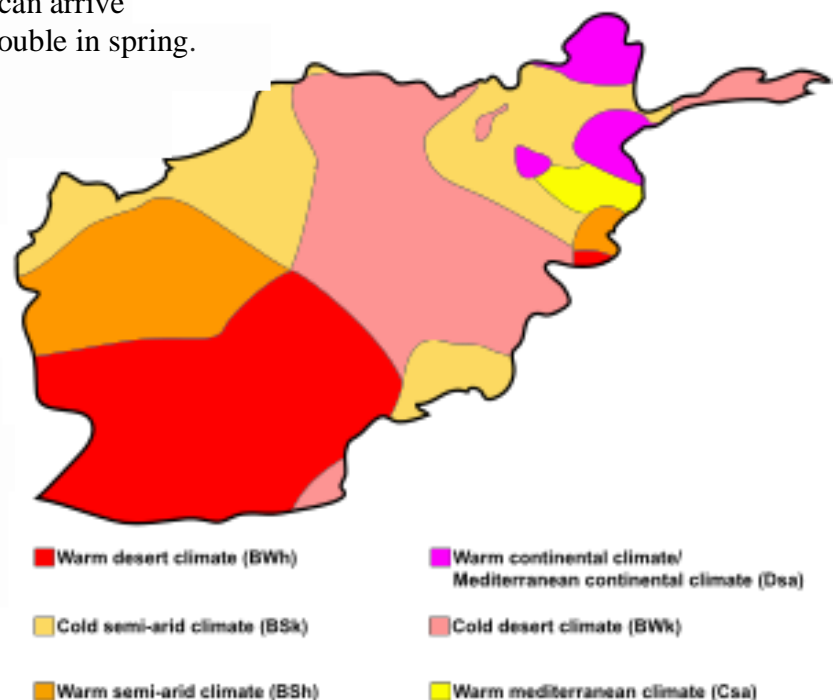 can arrive
ouble in spring.
Warm desert climate (BWh)
Warm continental climate/
Mediterranean continental climate (Dsa)
Cold semi-arid climate (BSk)
Cold desert climate (BWk)
Warm semi-arid climate (BSh)
Warm mediterranean climate (Csa)